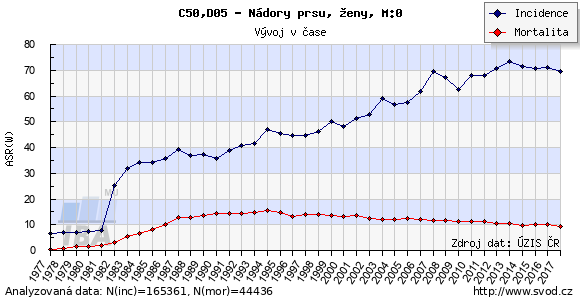 C50,D05 - Nádory prsu, ženy, M:0
Vývoj v čase
Incidence
Mortalita
ASR(W)
80
70
60
50
40
30
20
10
0
IBA
Zdroj dat: ÚZIS ČR
1977 1978 1979 1980 1981 1982 1983 1984 1985 1986 1987 1988 1989 1990 1991 1992 1993 1994 1995 1996 1997 1998 1999 2000 2001 2002 2003 2004 2005 2006 2007 2008 2009 2010 2011 2012 2013 2014 2015 2016 2017
Analyzovaná data: N(inc)=165361, N(mor)=44436
http://www.svod.cz